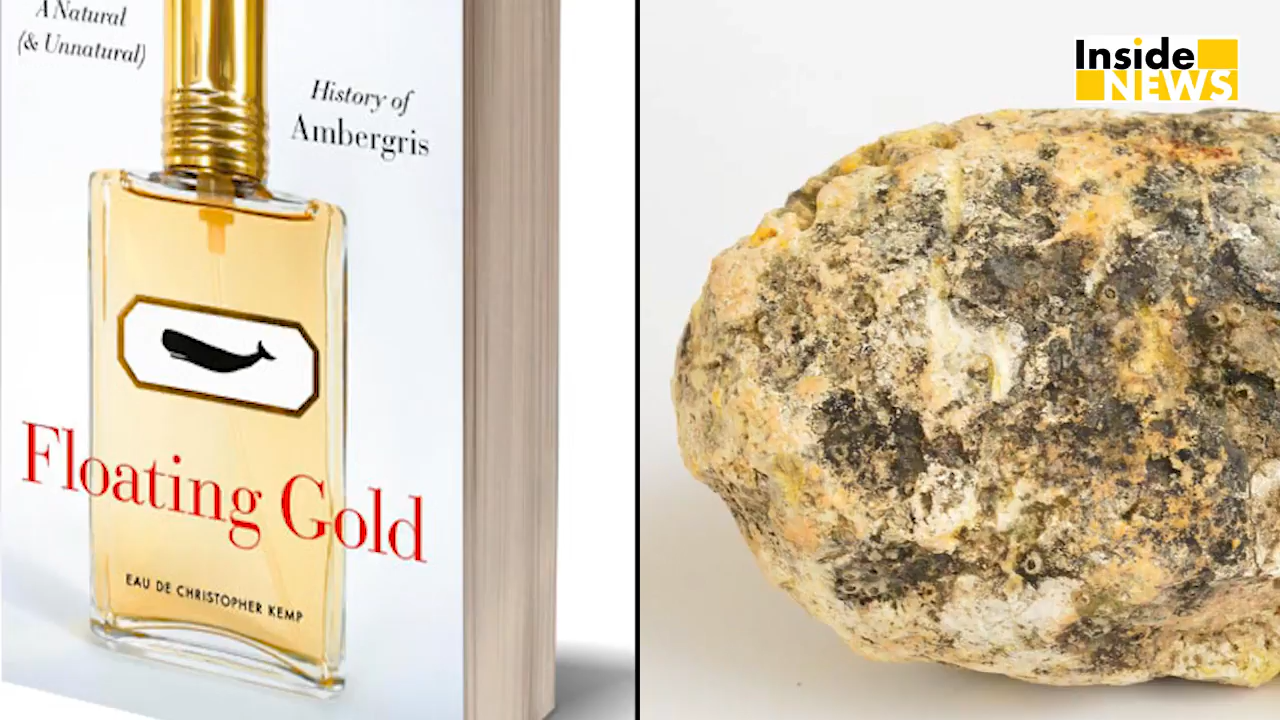 A Natural
(& Unnatural)
History of
Ambergris
Floating Gold
EAU DE CHRISTOPHER KEMP
Inside
NEWS